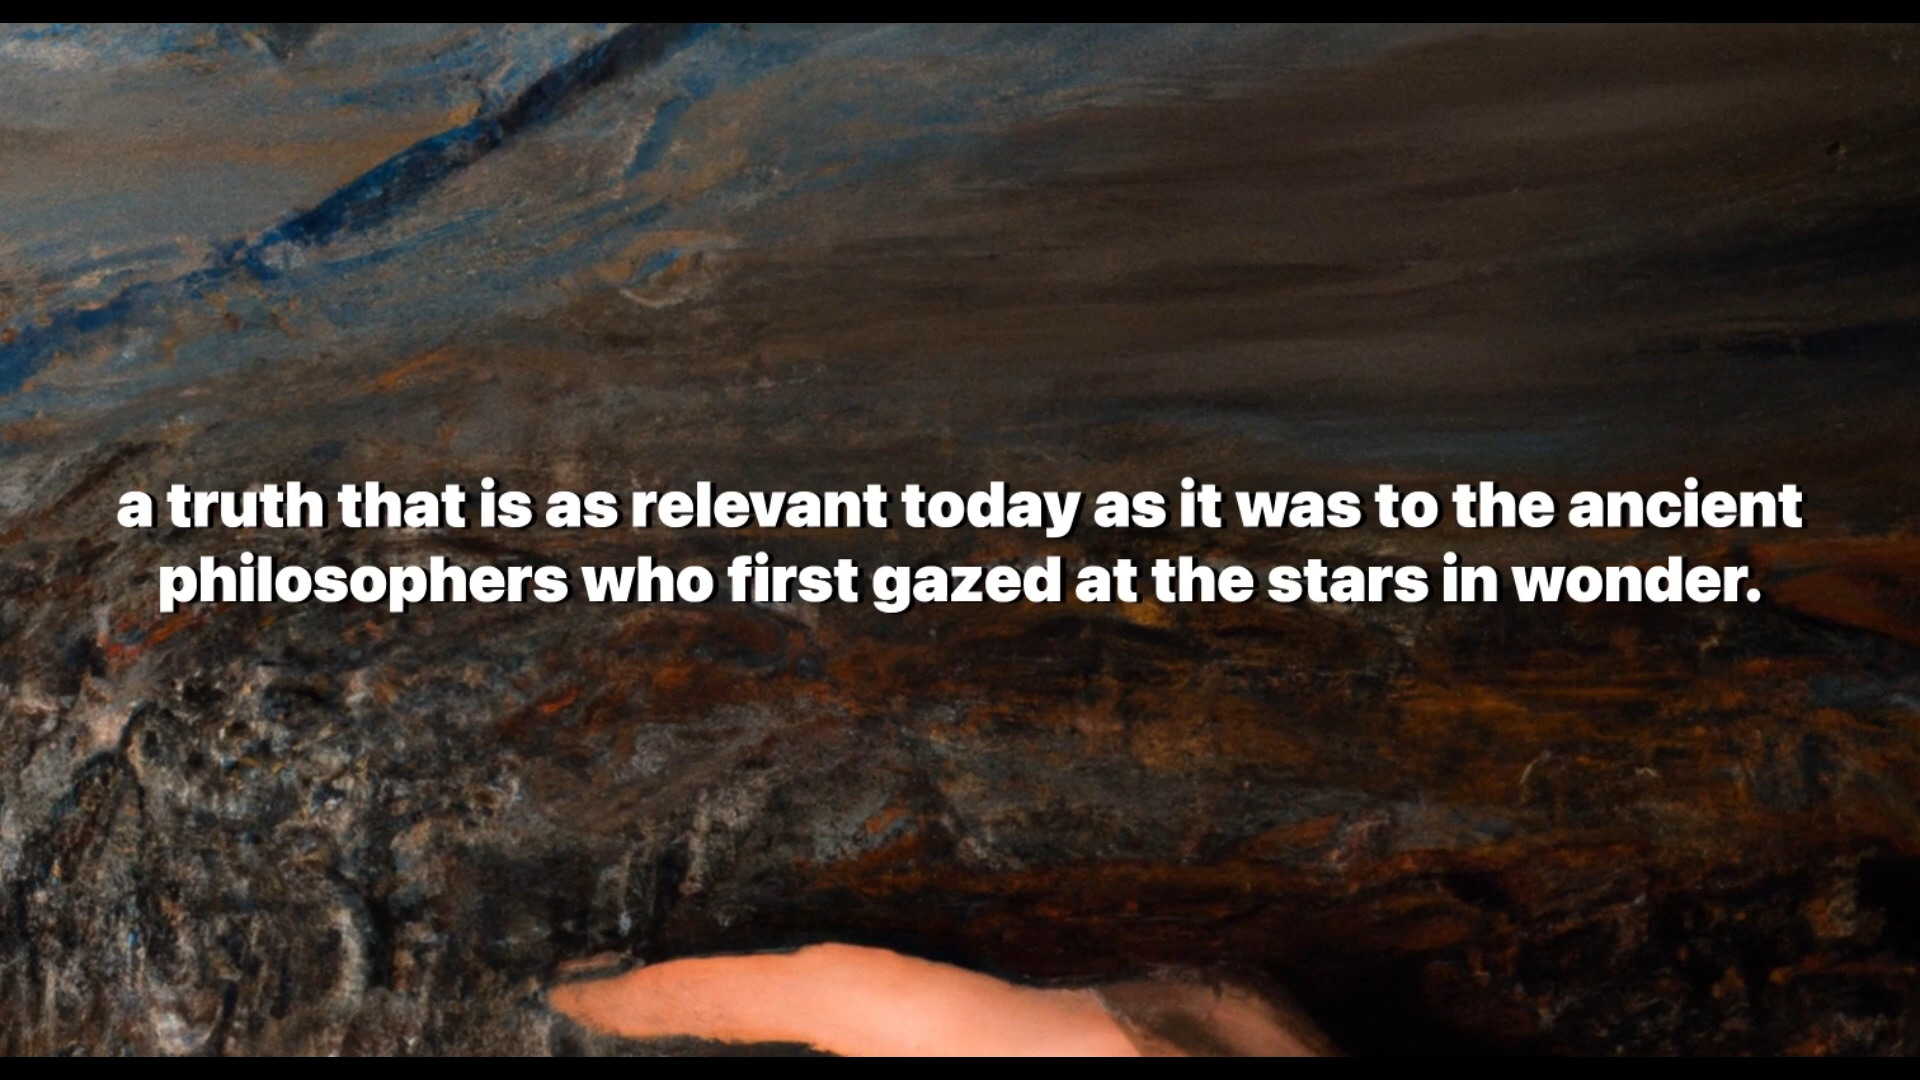 a truth that is as relevant today as it was to the ancient
philosophers who first gazed at the stars in wonder.